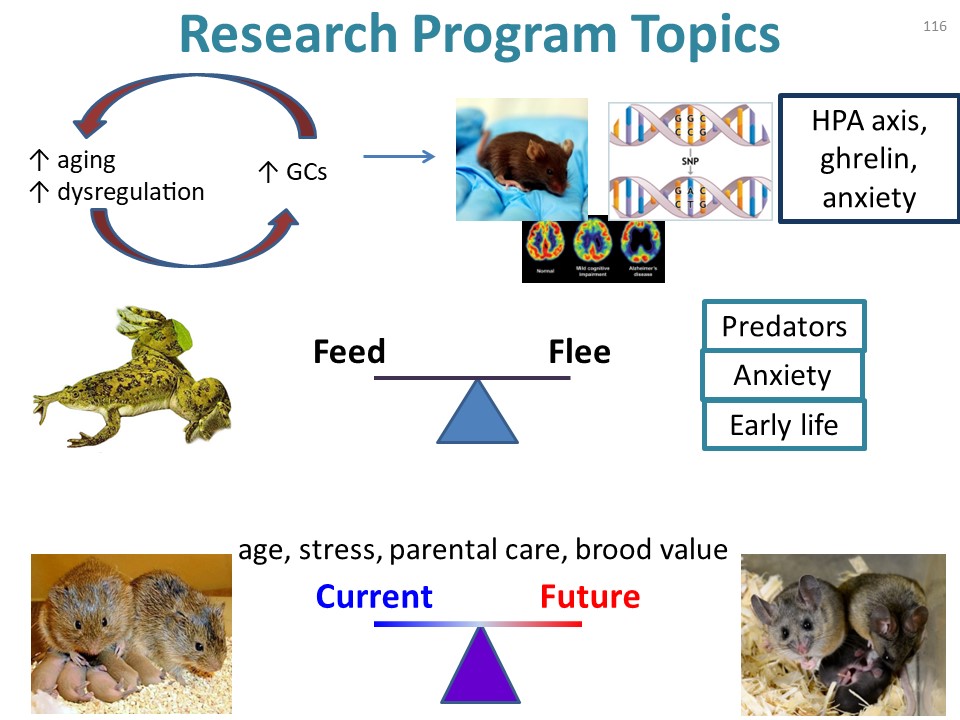 Research Program Topics
116
↑ aging
↑ dysregulation
↑ GCs
G G C
C C G
SNP
G A C
C T G
HPA axis,
ghrelin,
anxiety
Normal
Mild cognitive
impairment
Alzheimer's
disease
Feed
Flee
Predators
Anxiety
Early life
age, stress, parental care, brood value
Current
Future